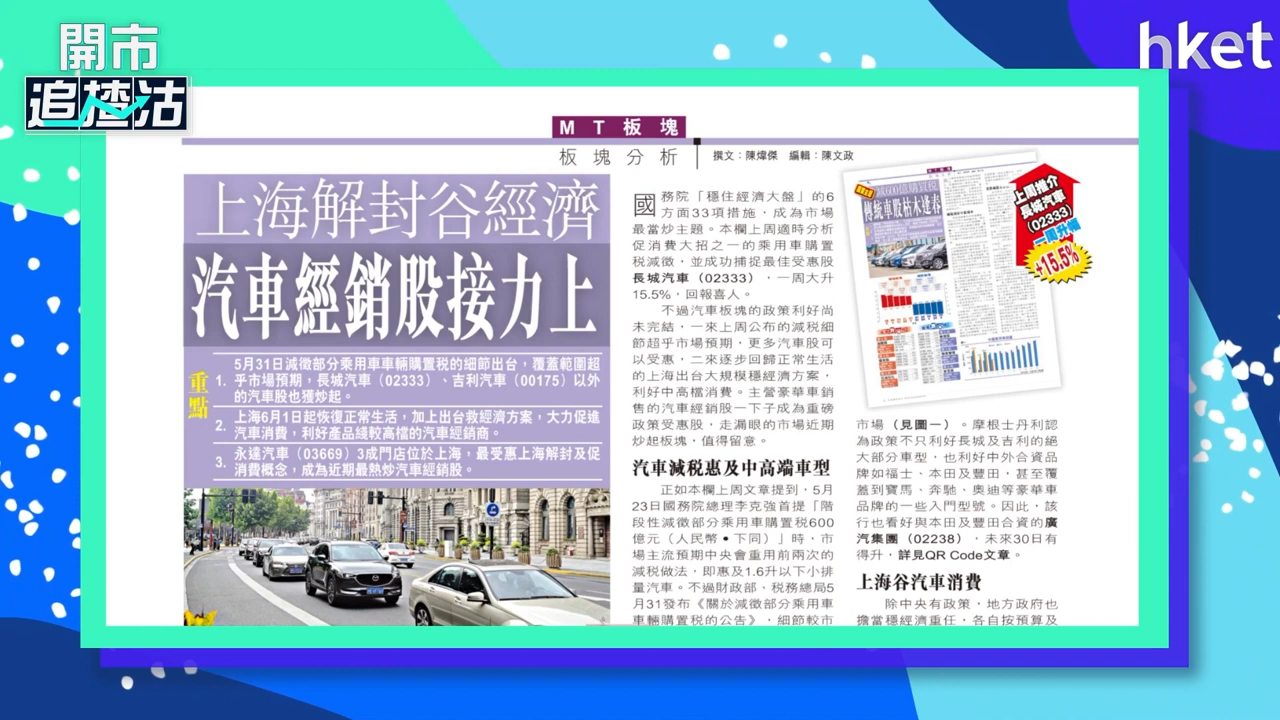 開市
追揸沽
hket
MT板塊
板塊分析
撰文：陳煒傑 編輯：陳文政
上海解封谷經濟
汽車經銷股接力上
重點
1. 5月31日減徵部分乘用車車輛購置稅的細節出台，覆蓋範圍超
乎市場預期，長城汽車（02333）、吉利汽車（00175）以外
的汽車股也獲炒起。
2. 上海6月1日起恢復正常生活，加上出台救經濟方案，大力促進
汽車消費，利好產品綫較高檔的汽車經銷商。
3. 永達汽車（03669）3成門店位於上海，最受惠上海解封及促
消費概念，成為近期最熱炒汽車經銷股。
國務院「穩住經濟大盤」的6
方面33項措施，成為市場
最當炒主題。本欄上周適時分析
促消費大招之一的乘用車購置
稅減徵，並成功捕捉最佳受惠股
長城汽車（02333），一周大升
15.5%，回報喜人。
不過汽車板塊的政策利好尚
未完結，一來上周公布的減稅細
節超乎市場預期，更多汽車股可
以受惠，二來逐步回歸正常生活
的上海出台大規模穩經濟方案，
利好中高檔消費。主營豪華車銷
售的汽車經銷股一下子成為重磅
政策受惠股，走漏眼的市場近期
炒起板塊，值得留意。
汽車減稅惠及中高端車型
正如本欄上周文章提到，5月
23日國務院總理李克強首提「階
段性減徵部分乘用車購置稅600
億元（人民幣•下同）」時，市
場主流預期中央會重用前兩次的
減稅做法，即惠及1.6升以下小排
量汽車。不過財政部、稅務總局5
月31發布《關於減徵部分乘用車
車輛購置稅的公告》，細節較市
減600億購置稅
轉統車股枯木逢春
上周推介
長城汽車
（02333）
一周升幅
+15.5%
市場（見圖一）。摩根士丹利認
為政策不只利好長城及吉利的絕
大部分車型，也利好中外合資品
牌如福士、本田及豐田，甚至覆
蓋到寶馬、奔馳、奧迪等豪華車
品牌的一些入門型號。因此，該
行也看好與本田及豐田合資的廣
汽集團（02238），未來30日有
得升，詳見QR Code文章。
上海谷汽車消費
除中央有政策，地方政府也
擔當穩經濟重任，各自按預算及